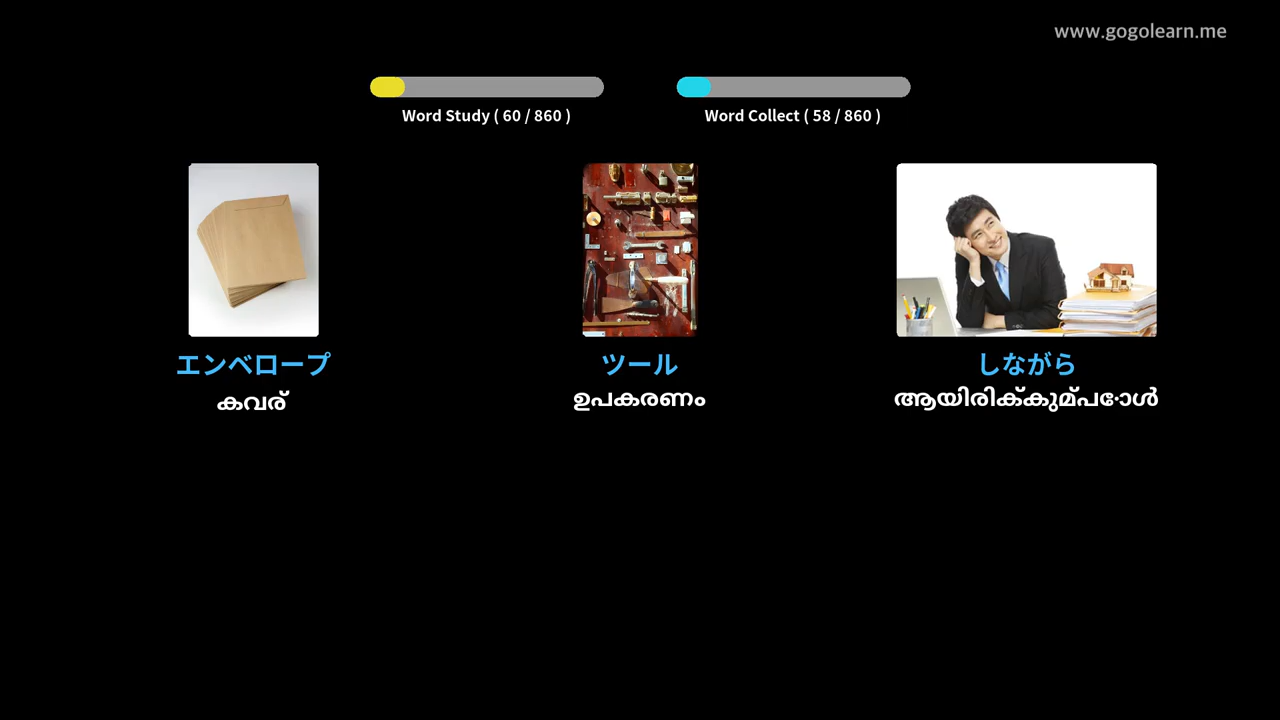 www.gogolearn.me
Word Study ( 60 / 860 )
Word Collect ( 58 / 860 )
エンベロープ
ツール
しながら
കവര്
ഉപകരണം
ആയിരിക്കുമ്പോൾ